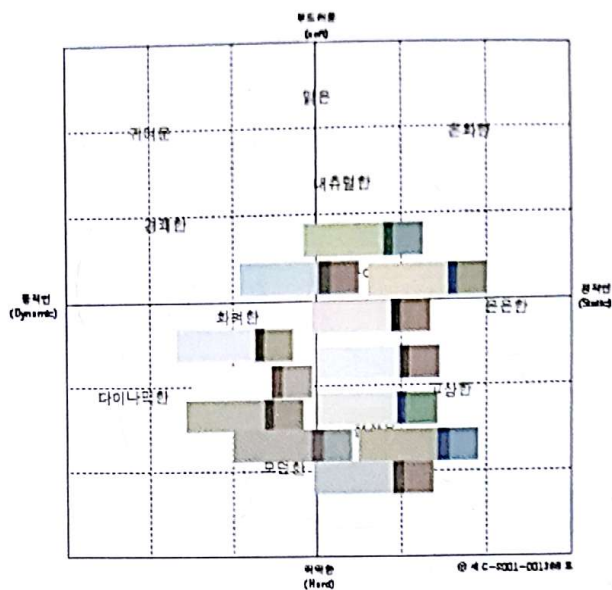 부드러운
(soft)
맑은
귀여운
온화한
내츄럴한
경쾌한
동적인
(Dynamic)
정적인
(Static)
은은한
화려한
다이나믹한
고상한
모던한
딱딱한
(Hard)